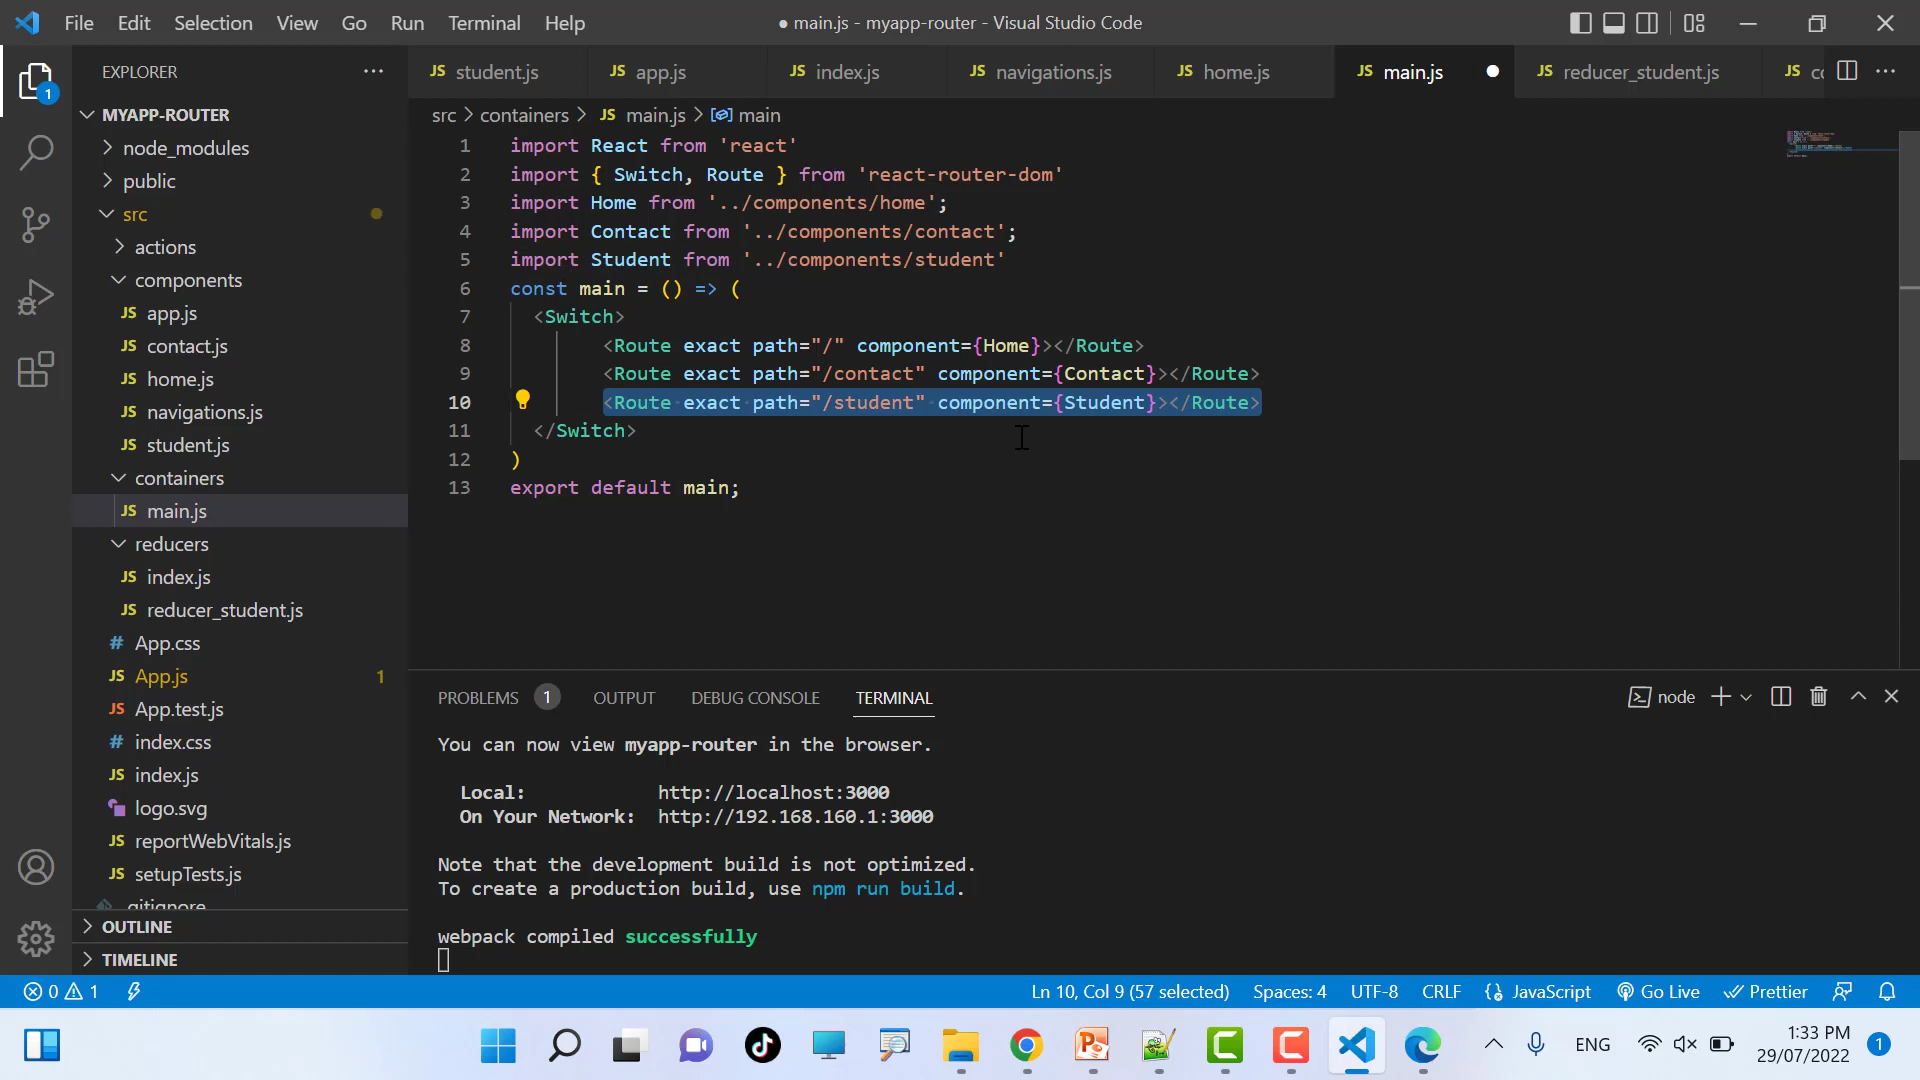 File Edit Selection View Go Run Terminal Help
● main.js - myapp-router - Visual Studio Code
EXPLORER
MYAPP-ROUTER
node_modules
public
src
actions
components
JS app.js
JS contact.js
JS home.js
JS navigations.js
JS student.js
containers
JS main.js
reducers
JS index.js
JS reducer_student.js
# App.css
JS App.js 1
JS App.test.js
# index.css
JS index.js
logo.svg
JS reportWebVitals.js
JS setupTests.js
.gitignore
OUTLINE
TIMELINE
JS student.js JS app.js JS index.js JS navigations.js JS home.js JS main.js ● JS reducer_student.js JS
src > containers > JS main.js > main
1 import React from 'react'
2 import { Switch, Route } from 'react-router-dom'
3 import Home from '../components/home';
4 import Contact from '../components/contact';
5 import Student from '../components/student'
6 const main = () => (
7 <Switch>
8 <Route exact path="/" component={Home}></Route>
9 <Route exact path="/contact" component={Contact}></Route>
10 <Route exact path="/student" component={Student}></Route>
11 </Switch>
12 )
13 export default main;
PROBLEMS 1 OUTPUT DEBUG CONSOLE TERMINAL
node
You can now view myapp-router in the browser.
Local: http://localhost:3000
On Your Network: http://192.168.160.1:3000
Note that the development build is not optimized.
To create a production build, use npm run build.
webpack compiled successfully
0 1
Ln 10, Col 9 (57 selected) Spaces: 4 UTF-8 CRLF JavaScript Go Live Prettier
ENG
1:33 PM
29/07/2022
1